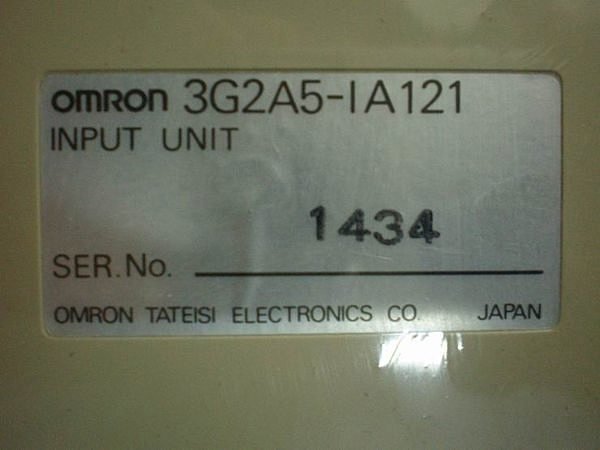 omron 3G2A5-IA121
INPUT UNIT
1434
SER.No.
OMRON TATEISI ELECTRONICS CO. JAPAN